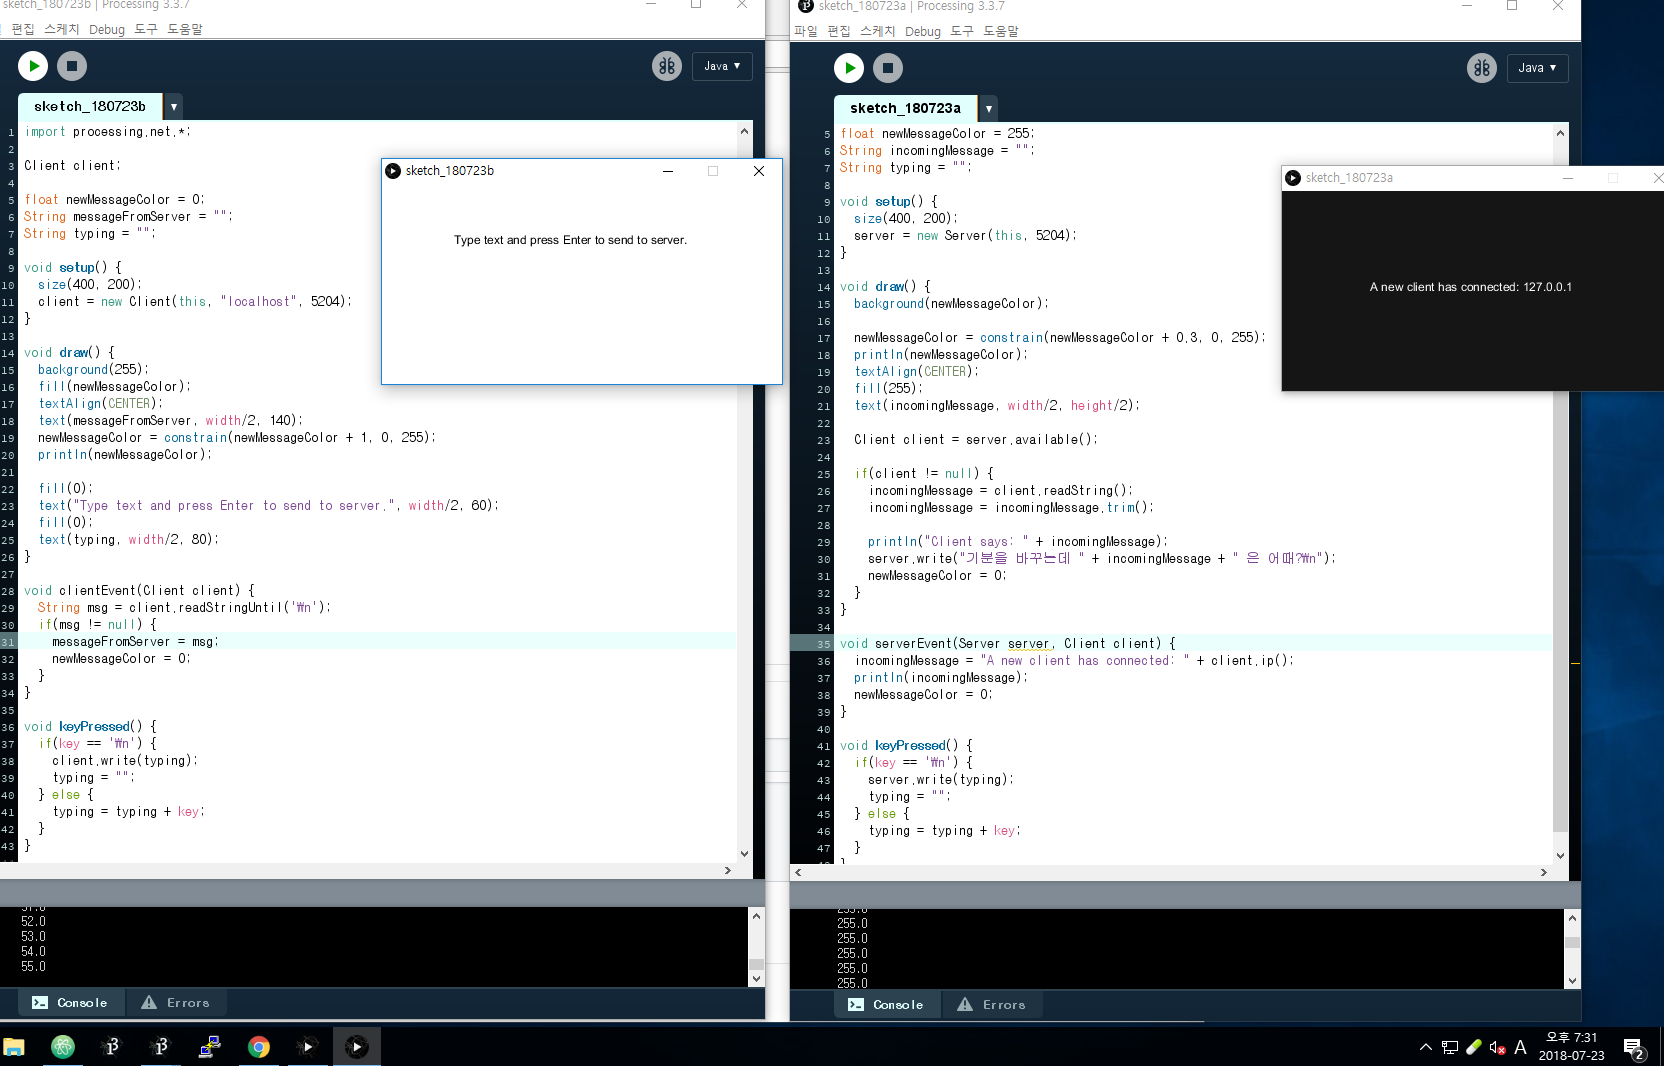 sketch_180723b | Processing 3.3.7
편집 스케치 Debug 도구 도움말
Java ▼
sketch_180723b ▼
1 import processing.net.*;
2
3 Client client;
4
5 float newMessageColor = 0;
6 String messageFromServer = "";
7 String typing = "";
8
9 void setup() {
10 size(400, 200);
11 client = new Client(this, "localhost", 5204);
12 }
13
14 void draw() {
15 background(255);
16 fill(newMessageColor);
17 textAlign(CENTER);
18 text(messageFromServer, width/2, 140);
19 newMessageColor = constrain(newMessageColor + 1, 0, 255);
20 println(newMessageColor);
21
22 fill(0);
23 text("Type text and press Enter to send to server.", width/2, 60);
24 fill(0);
25 text(typing, width/2, 80);
26 }
27
28 void clientEvent(Client client) {
29 String msg = client.readStringUntil('₩n');
30 if(msg != null) {
31 messageFromServer = msg;
32 newMessageColor = 0;
33 }
34 }
35
36 void keyPressed() {
37 if(key == '₩n') {
38 client.write(typing);
39 typing = "";
40 } else {
41 typing = typing + key;
42 }
43 }
51.0
52.0
53.0
54.0
55.0
Console Errors
sketch_180723b
Type text and press Enter to send to server.
sketch_180723a | Processing 3.3.7
파일 편집 스케치 Debug 도구 도움말
Java ▼
sketch_180723a ▼
5 float newMessageColor = 255;
6 String incomingMessage = "";
7 String typing = "";
8
9 void setup() {
10 size(400, 200);
11 server = new Server(this, 5204);
12 }
13
14 void draw() {
15 background(newMessageColor);
16
17 newMessageColor = constrain(newMessageColor + 0.3, 0, 255);
18 println(newMessageColor);
19 textAlign(CENTER);
20 fill(255);
21 text(incomingMessage, width/2, height/2);
22
23 Client client = server.available();
24
25 if(client != null) {
26 incomingMessage = client.readString();
27 incomingMessage = incomingMessage.trim();
28
29 println("Client says: " + incomingMessage);
30 server.write("기분을 바꾸는데 " + incomingMessage + " 은 어때?₩n");
31 newMessageColor = 0;
32 }
33 }
34
35 void serverEvent(Server server, Client client) {
36 incomingMessage = "A new client has connected: " + client.ip();
37 println(incomingMessage);
38 newMessageColor = 0;
39 }
40
41 void keyPressed() {
42 if(key == '₩n') {
43 server.write(typing);
44 typing = "";
45 } else {
46 typing = typing + key;
47 }
48 }
255.0
255.0
255.0
255.0
255.0
255.0
Console Errors
sketch_180723a
A new client has connected: 127.0.0.1
A
오후 7:31
2018-07-23
2